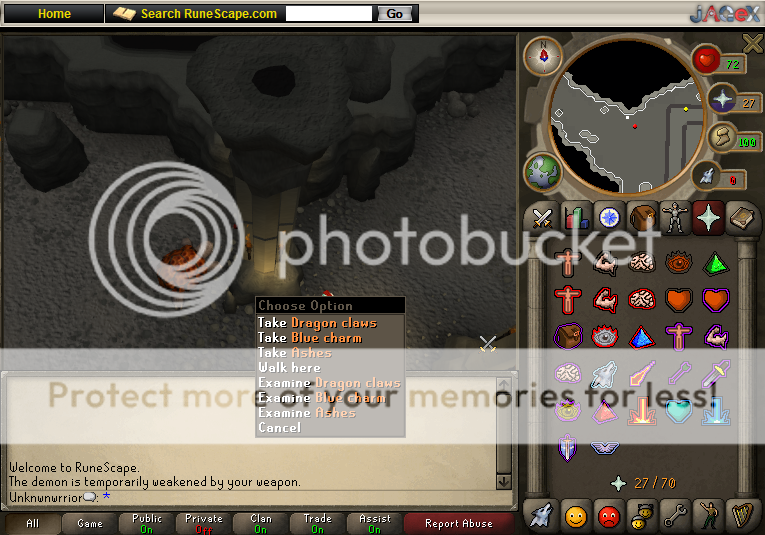 Home
Search RuneScape.com
Go
JAGeX
N
72
27
100
0
photobucket
Choose Option
Take Dragon claws
Take Blue charm
Take Ashes
Walk here
Examine Dragon claws
Examine Blue charm
Examine Ashes
Cancel
Protect more of your memories for less!
Welcome to RuneScape.
The demon is temporarily weakened by your weapon.
Unknwnwrrior: *
27 / 70
All
Game
Public
On
Private
Off
Clan
On
Trade
On
Assist
On
Report Abuse